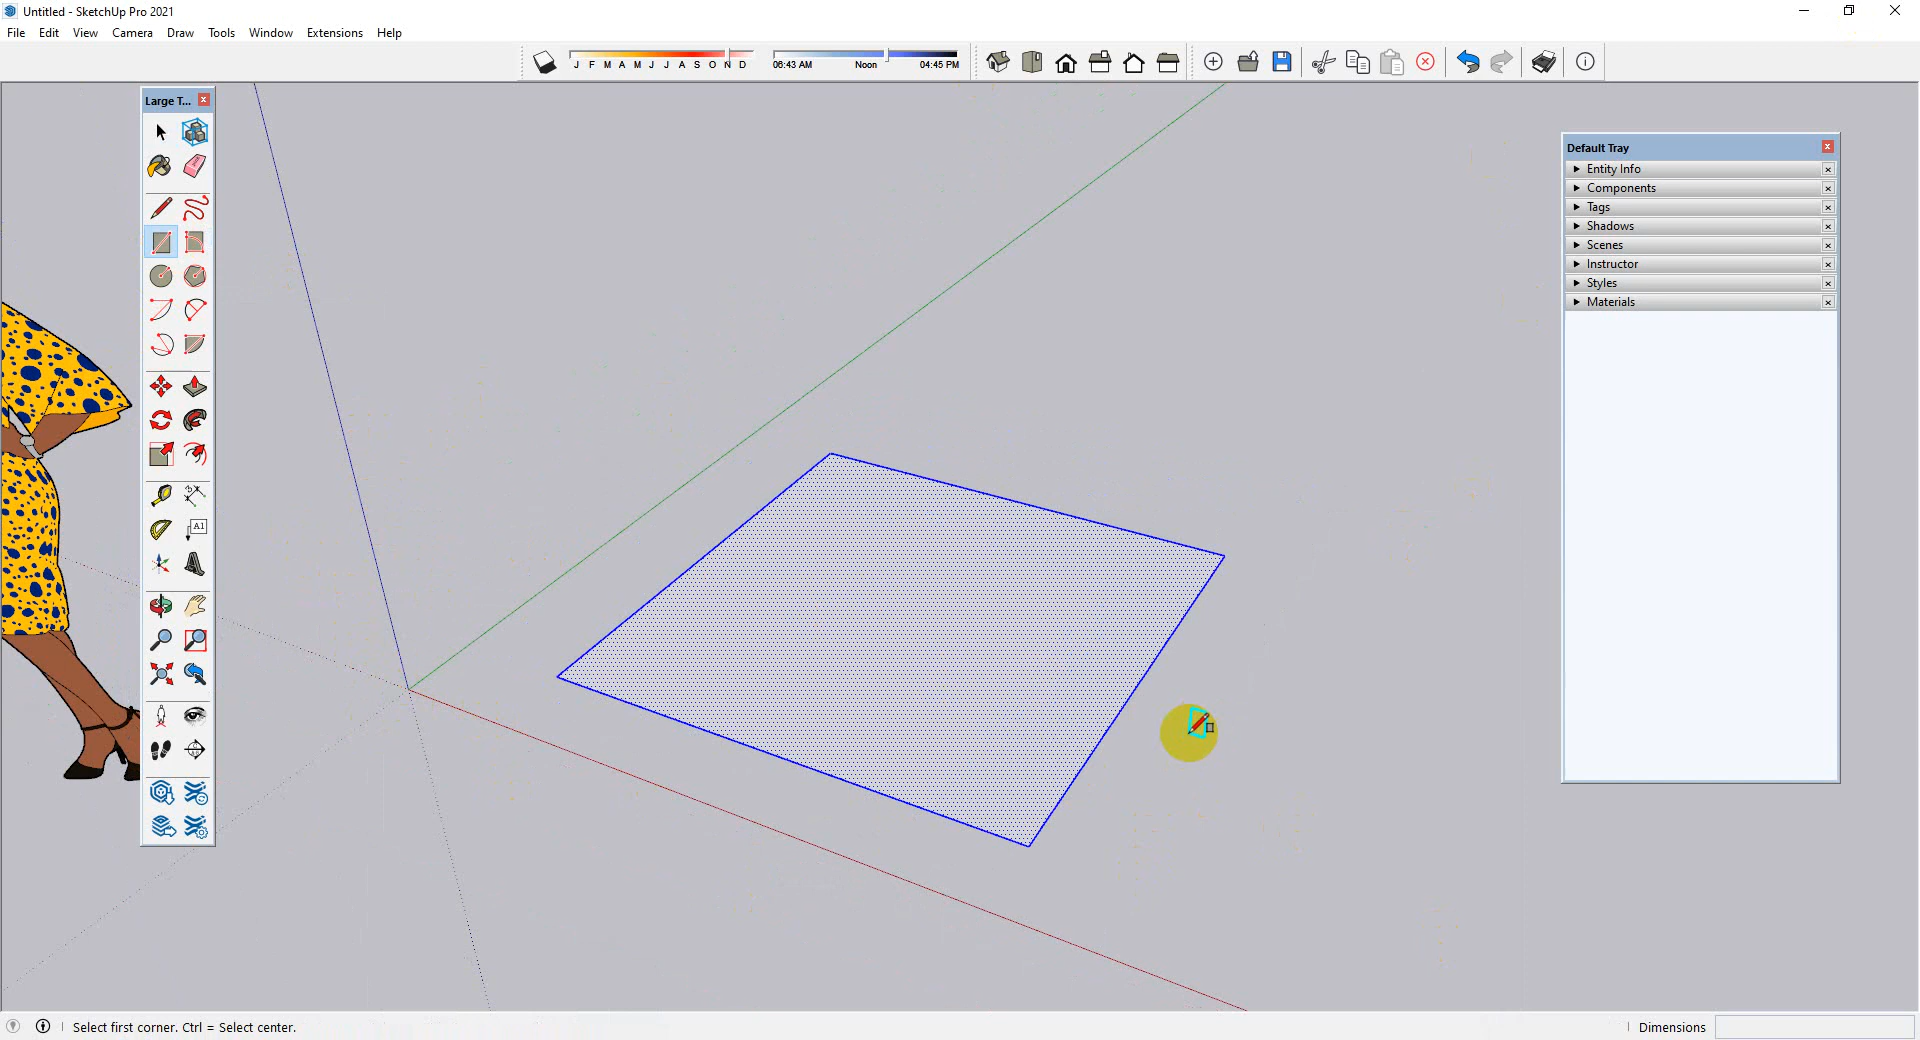 Untitled - SketchUp Pro 2021
File Edit View Camera Draw Tools Window Extensions Help
J F M A M J J A S O N D
06:43 AM Noon 04:45 PM
Large T...
A1
Default Tray
Entity Info
Components
Tags
Shadows
Scenes
Instructor
Styles
Materials
Select first corner. Ctrl = Select center.
Dimensions